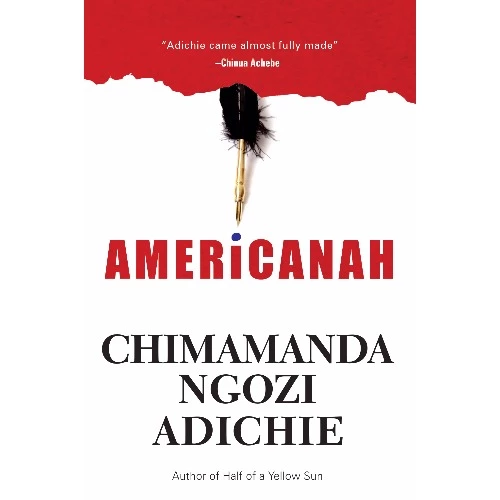 “Adichie came almost fully made”
–Chinua Achebe
AMERiCANAH
CHIMAMANDA
NGOZI
ADICHIE
Author of Half of a Yellow Sun